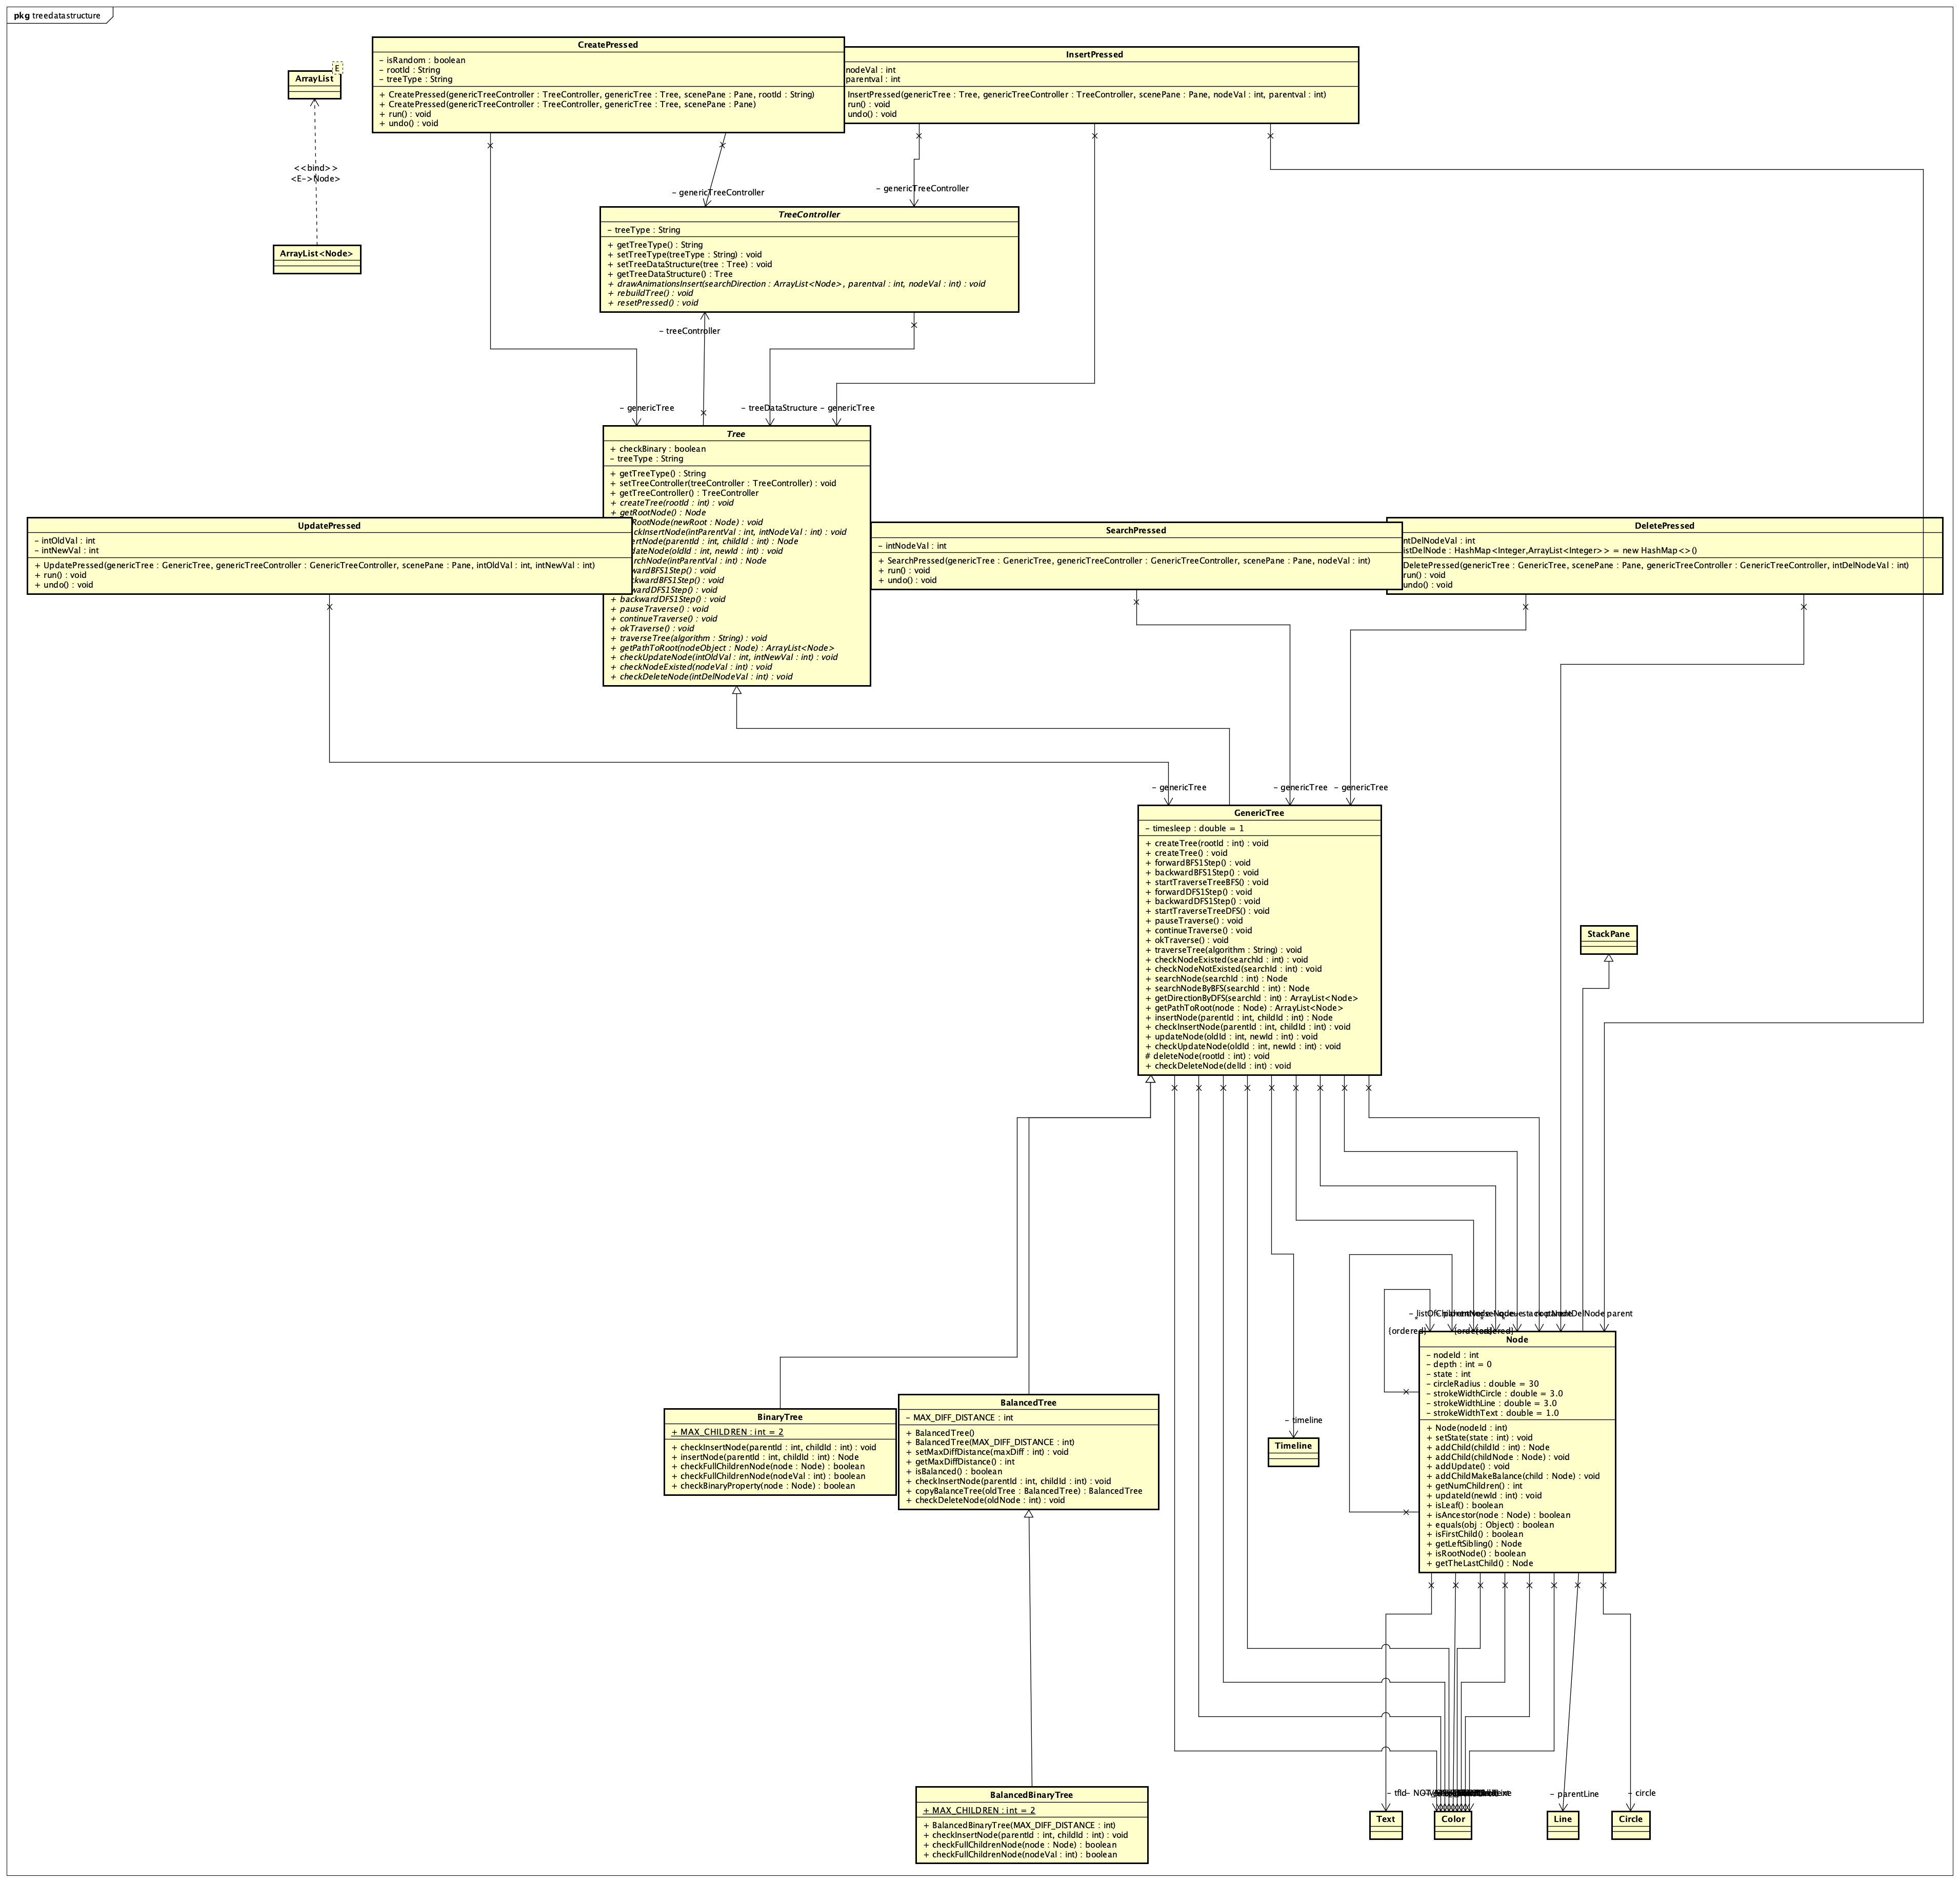 pkg treedatastructure
CreatePressed
- isRandom : boolean
- rootId : String
- treeType : String
+ CreatePressed(genericTreeController : TreeController, genericTree : Tree, scenePane : Pane, rootId : String)
+ CreatePressed(genericTreeController : TreeController, genericTree : Tree, scenePane : Pane)
+ run() : void
+ undo() : void
InsertPressed
nodeVal : int
parentval : int
InsertPressed(genericTree : Tree, genericTreeController : TreeController, scenePane : Pane, nodeVal : int, parentval : int)
run() : void
undo() : void
E
ArrayList
<<bind>>
<E->Node>
ArrayList<Node>
- genericTreeController
- genericTreeController
TreeController
- treeType : String
+ getTreeType() : String
+ setTreeType(treeType : String) : void
+ setTreeDataStructure(tree : Tree) : void
+ getTreeDataStructure() : Tree
+ drawAnimationsInsert(searchDirection : ArrayList<Node>, parentval : int, nodeVal : int) : void
+ rebuildTree() : void
+ resetPressed() : void
- treeController
- genericTree
- treeDataStructure
- genericTree
Tree
+ checkBinary : boolean
- treeType : String
+ getTreeType() : String
+ setTreeController(treeController : TreeController) : void
+ getTreeController() : TreeController
+ createTree(rootId : int) : void
+ getRootNode() : Node
RootNode(newRoot : Node) : void
ckInsertNode(intParentVal : int, intNodeVal : int) : void
ertNode(parentId : int, childId : int) : Node
dateNode(oldId : int, newId : int) : void
rchNode(intParentVal : int) : Node
wardBFS1Step() : void
ckwardBFS1Step() : void
wardDFS1Step() : void
+ backwardDFS1Step() : void
+ pauseTraverse() : void
+ continueTraverse() : void
+ okTraverse() : void
+ traverseTree(algorithm : String) : void
+ getPathToRoot(nodeObject : Node) : ArrayList<Node>
+ checkUpdateNode(intOldVal : int, intNewVal : int) : void
+ checkNodeExisted(nodeVal : int) : void
+ checkDeleteNode(intDelNodeVal : int) : void
UpdatePressed
- intOldVal : int
- intNewVal : int
+ UpdatePressed(genericTree : GenericTree, genericTreeController : GenericTreeController, scenePane : Pane, intOldVal : int, intNewVal : int)
+ run() : void
+ undo() : void
SearchPressed
- intNodeVal : int
+ SearchPressed(genericTree : GenericTree, genericTreeController : GenericTreeController, scenePane : Pane, nodeVal : int)
+ run() : void
+ undo() : void
DeletePressed
ntDelNodeVal : int
istDelNode : HashMap<Integer,ArrayList<Integer>> = new HashMap<>()
DeletePressed(genericTree : GenericTree, scenePane : Pane, genericTreeController : GenericTreeController, intDelNodeVal : int)
run() : void
undo() : void
- genericTree
- genericTree
- genericTree
GenericTree
- timesleep : double = 1
+ createTree(rootId : int) : void
+ createTree() : void
+ forwardBFS1Step() : void
+ backwardBFS1Step() : void
+ startTraverseTreeBFS() : void
+ forwardDFS1Step() : void
+ backwardDFS1Step() : void
+ startTraverseTreeDFS() : void
+ pauseTraverse() : void
+ continueTraverse() : void
+ okTraverse() : void
+ traverseTree(algorithm : String) : void
+ checkNodeExisted(searchId : int) : void
+ checkNodeNotExisted(searchId : int) : void
+ searchNode(searchId : int) : Node
+ searchNodeByBFS(searchId : int) : Node
+ getDirectionByDFS(searchId : int) : ArrayList<Node>
+ getPathToRoot(node : Node) : ArrayList<Node>
+ insertNode(parentId : int, childId : int) : Node
+ checkInsertNode(parentId : int, childId : int) : void
+ updateNode(oldId : int, newId : int) : void
+ checkUpdateNode(oldId : int, newId : int) : void
# deleteNode(rootId : int) : void
+ checkDeleteNode(delId : int) : void
StackPane
parent
{ordered}
Node
- nodeId : int
- depth : int = 0
- state : int
- circleRadius : double = 30
- strokeWidthCircle : double = 3.0
- strokeWidthLine : double = 3.0
- strokeWidthText : double = 1.0
+ Node(nodeId : int)
+ setState(state : int) : void
+ addChild(childId : int) : Node
+ addChild(childNode : Node) : void
+ addUpdate() : void
+ addChildMakeBalance(child : Node) : void
+ getNumChildren() : int
+ updateId(newId : int) : void
+ isLeaf() : boolean
+ isAncestor(node : Node) : boolean
+ equals(obj : Object) : boolean
+ isFirstChild() : boolean
+ getLeftSibling() : Node
+ isRootNode() : boolean
+ getTheLastChild() : Node
BinaryTree
+ MAX_CHILDREN : int = 2
+ checkInsertNode(parentId : int, childId : int) : void
+ insertNode(parentId : int, childId : int) : Node
+ checkFullChildrenNode(node : Node) : boolean
+ checkFullChildrenNode(nodeVal : int) : boolean
+ checkBinaryProperty(node : Node) : boolean
BalancedTree
- MAX_DIFF_DISTANCE : int
+ BalancedTree()
+ BalancedTree(MAX_DIFF_DISTANCE : int)
+ setMaxDiffDistance(maxDiff : int) : void
+ getMaxDiffDistance() : int
+ isBalanced() : boolean
+ checkInsertNode(parentId : int, childId : int) : void
+ copyBalanceTree(oldTree : BalancedTree) : BalancedTree
+ checkDeleteNode(oldNode : int) : void
- timeline
Timeline
BalancedBinaryTree
+ MAX_CHILDREN : int = 2
+ BalancedBinaryTree(MAX_DIFF_DISTANCE : int)
+ checkInsertNode(parentId : int, childId : int) : void
+ checkFullChildrenNode(node : Node) : boolean
+ checkFullChildrenNode(nodeVal : int) : boolean
- tfId
- parentLine
- circle
Text
Color
Line
Circle